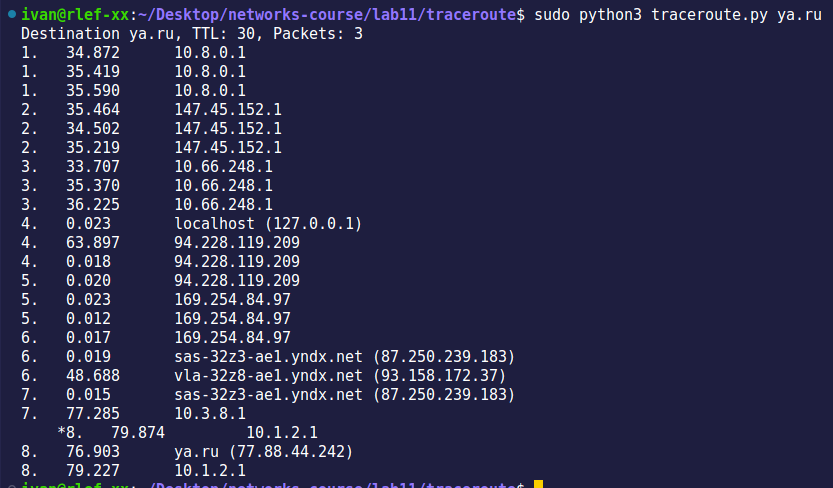 ivan@rlef-xx:~/Desktop/networks-course/lab11/traceroute$ sudo python3 traceroute.py ya.ru
Destination ya.ru, TTL: 30, Packets: 3
1. 34.872 10.8.0.1
1. 35.419 10.8.0.1
1. 35.590 10.8.0.1
2. 35.464 147.45.152.1
2. 34.502 147.45.152.1
2. 35.219 147.45.152.1
3. 33.707 10.66.248.1
3. 35.370 10.66.248.1
3. 36.225 10.66.248.1
4. 0.023 localhost (127.0.0.1)
4. 63.897 94.228.119.209
4. 0.018 94.228.119.209
5. 0.020 94.228.119.209
5. 0.023 169.254.84.97
5. 0.012 169.254.84.97
6. 0.017 169.254.84.97
6. 0.019 sas-32z3-ae1.yndx.net (87.250.239.183)
6. 48.688 vla-32z8-ae1.yndx.net (93.158.172.37)
7. 0.015 sas-32z3-ae1.yndx.net (87.250.239.183)
7. 77.285 10.3.8.1
*8. 79.874 10.1.2.1
8. 76.903 ya.ru (77.88.44.242)
8. 79.227 10.1.2.1
ivan@rlef-xx:~/Desktop/networks-course/lab11/traceroute$